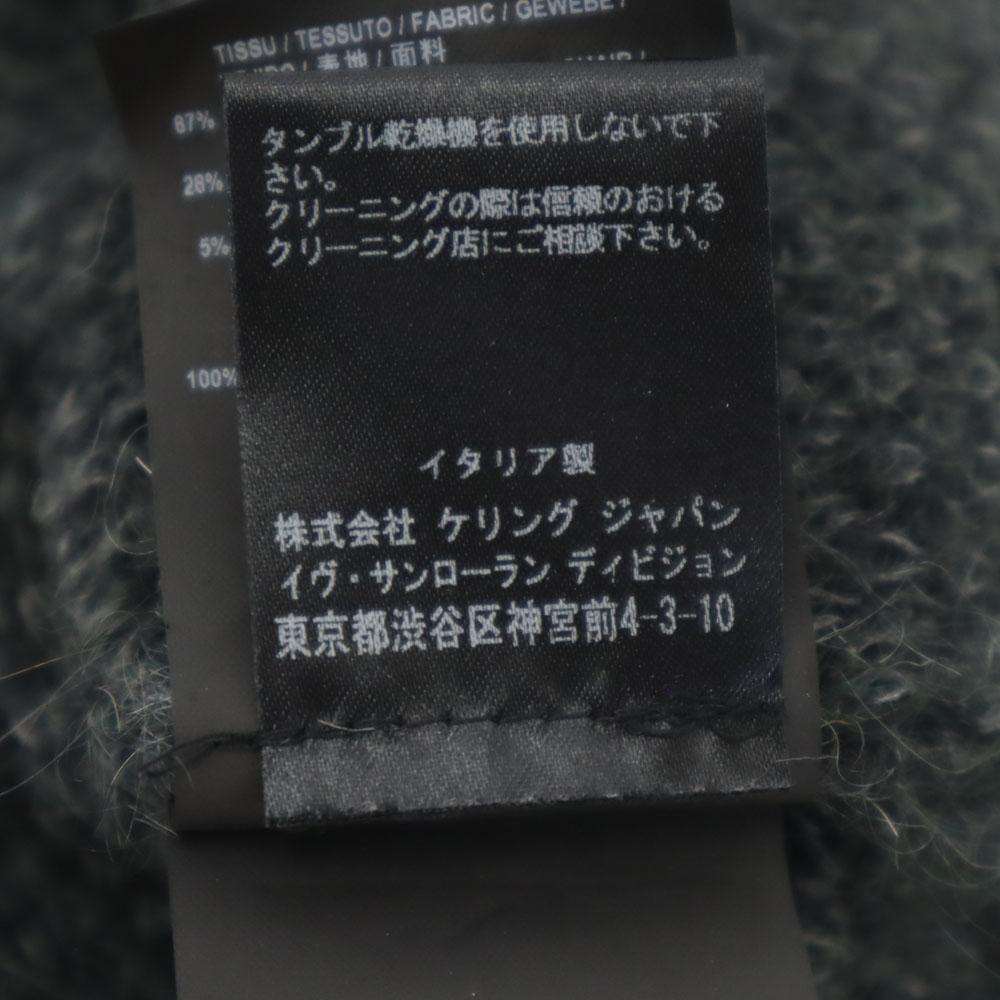 TISSU / TESSUTO / FABRIC / GEWEBE /
/ 表地 / 面料
67%
28%
5%
100%
タンブル乾燥機を使用しないで下
さい。
クリーニングの際は信頼のおける
クリーニング店にご相談下さい。
イタリア製
株式会社 ケリング ジャパン
イヴ・サンローラン ディビジョン
東京都渋谷区神宮前4-3-10